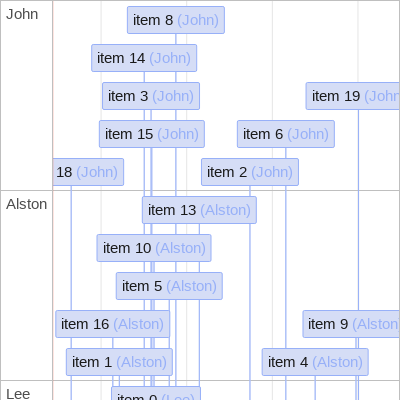 John
item 8 (John)
item 14 (John)
item 3 (John)
item 19 (John
item 15 (John)
item 6 (John)
18 (John)
item 2 (John)
Alston
item 13 (Alston)
item 10 (Alston)
item 5 (Alston)
item 16 (Alston)
item 9 (Alston
item 1 (Alston)
item 4 (Alston)
Lee
item 0 (Lee)